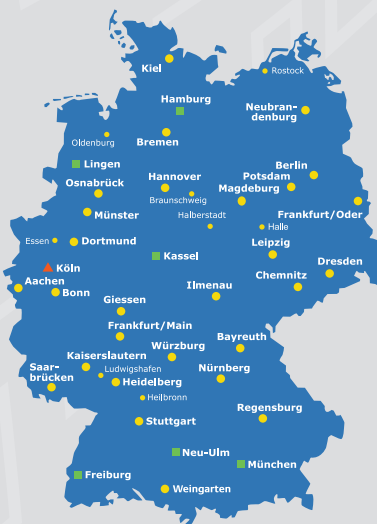 Kiel
Rostock
Hamburg
Neubran-
denburg
Oldenburg
Bremen
Lingen
Hannover
Berlin
Potsdam
Osnabrück
Magdeburg
Braunschweig
Münster
Halberstadt
Frankfurt/Oder
Halle
Essen
Dortmund
Leipzig
Kassel
Köln
Dresden
Aachen
Bonn
Ilmenau
Chemnitz
Giessen
Frankfurt/Main
Würzburg
Bayreuth
Kaiserslautern
Saar-
brücken
Ludwigshafen
Heidelberg
Nürnberg
Heilbronn
Regensburg
Stuttgart
Neu-Ulm
München
Freiburg
Weingarten